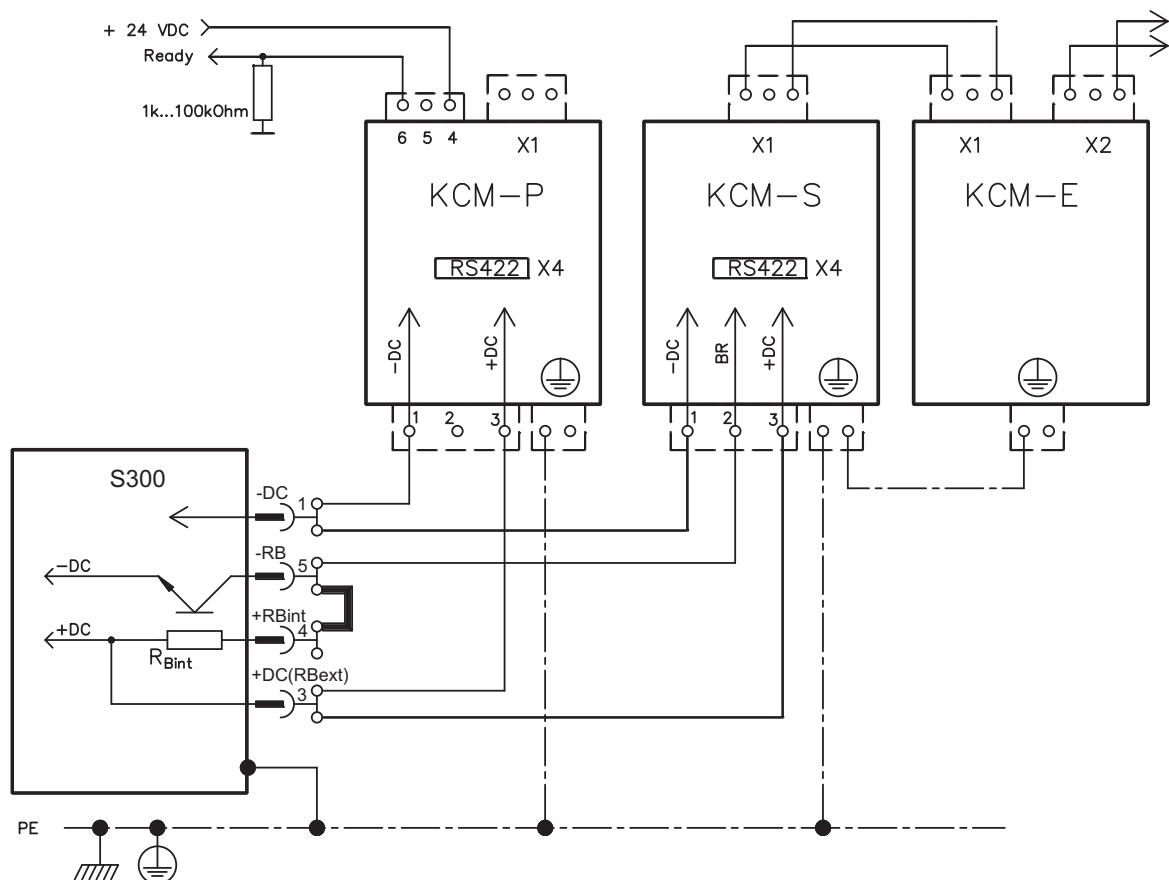 + 24 VDC
Ready
1k...100kOhm
6 5 4
X1
KCM-P
RS422 X4
-DC
+DC
1 2 3
X1
KCM-S
RS422 X4
-DC
BR
+DC
1 2 3
X1 X2
KCM-E
S300
-DC
1
-RB
5
-DC
+RBint
4
+DC
RBint
+DC(RBext)
3
PE